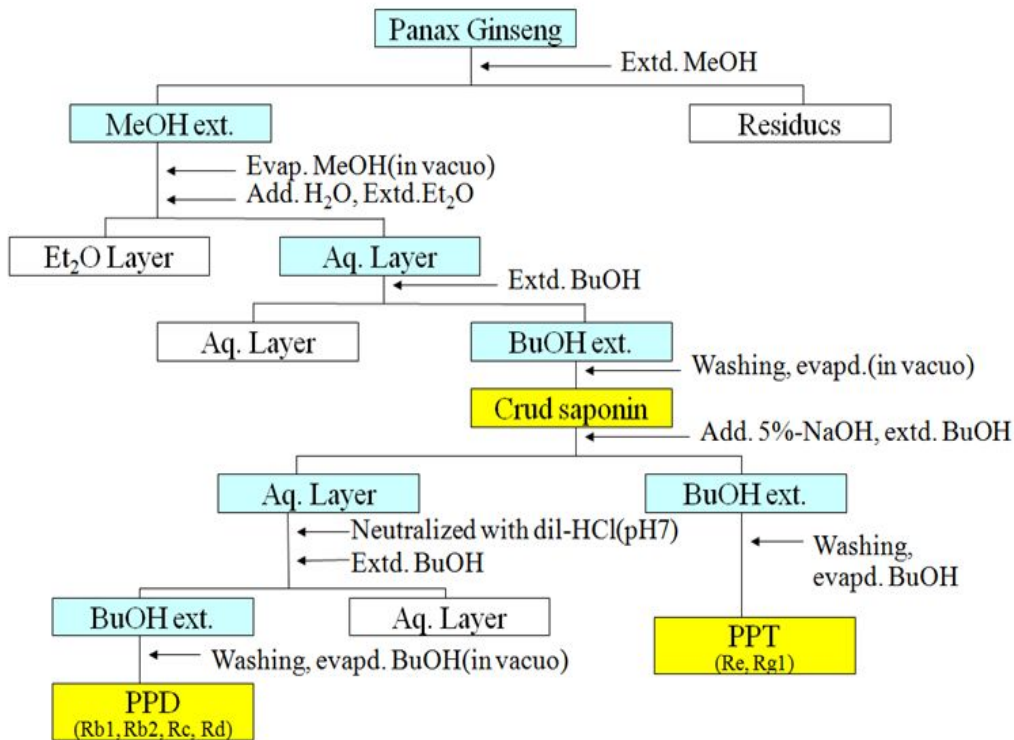 Panax Ginseng
Extd. MeOH
MeOH ext.
Residucs
Evap. MeOH(in vacuo)
Add. H₂O, Extd.Et₂O
Et₂O Layer
Aq. Layer
Extd. BuOH
Aq. Layer
BuOH ext.
Washing, evapd.(in vacuo)
Crud saponin
Add. 5%-NaOH, extd. BuOH
Aq. Layer
BuOH ext.
Neutralized with dil-HCl(pH7)
Extd. BuOH
Washing,
evapd. BuOH
BuOH ext.
Aq. Layer
Washing, evapd. BuOH(in vacuo)
PPT
(Re, Rg1)
PPD
(Rb1, Rb2, Rc, Rd)